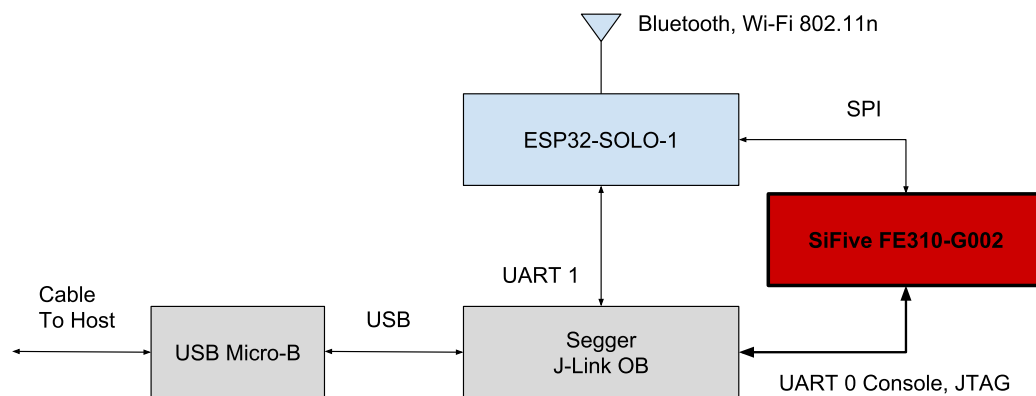 Bluetooth, Wi-Fi 802.11n
ESP32-SOLO-1
SPI
SiFive FE310-G002
UART 1
Cable
To Host
USB
USB Micro-B
Segger
J-Link OB
UART 0 Console, JTAG